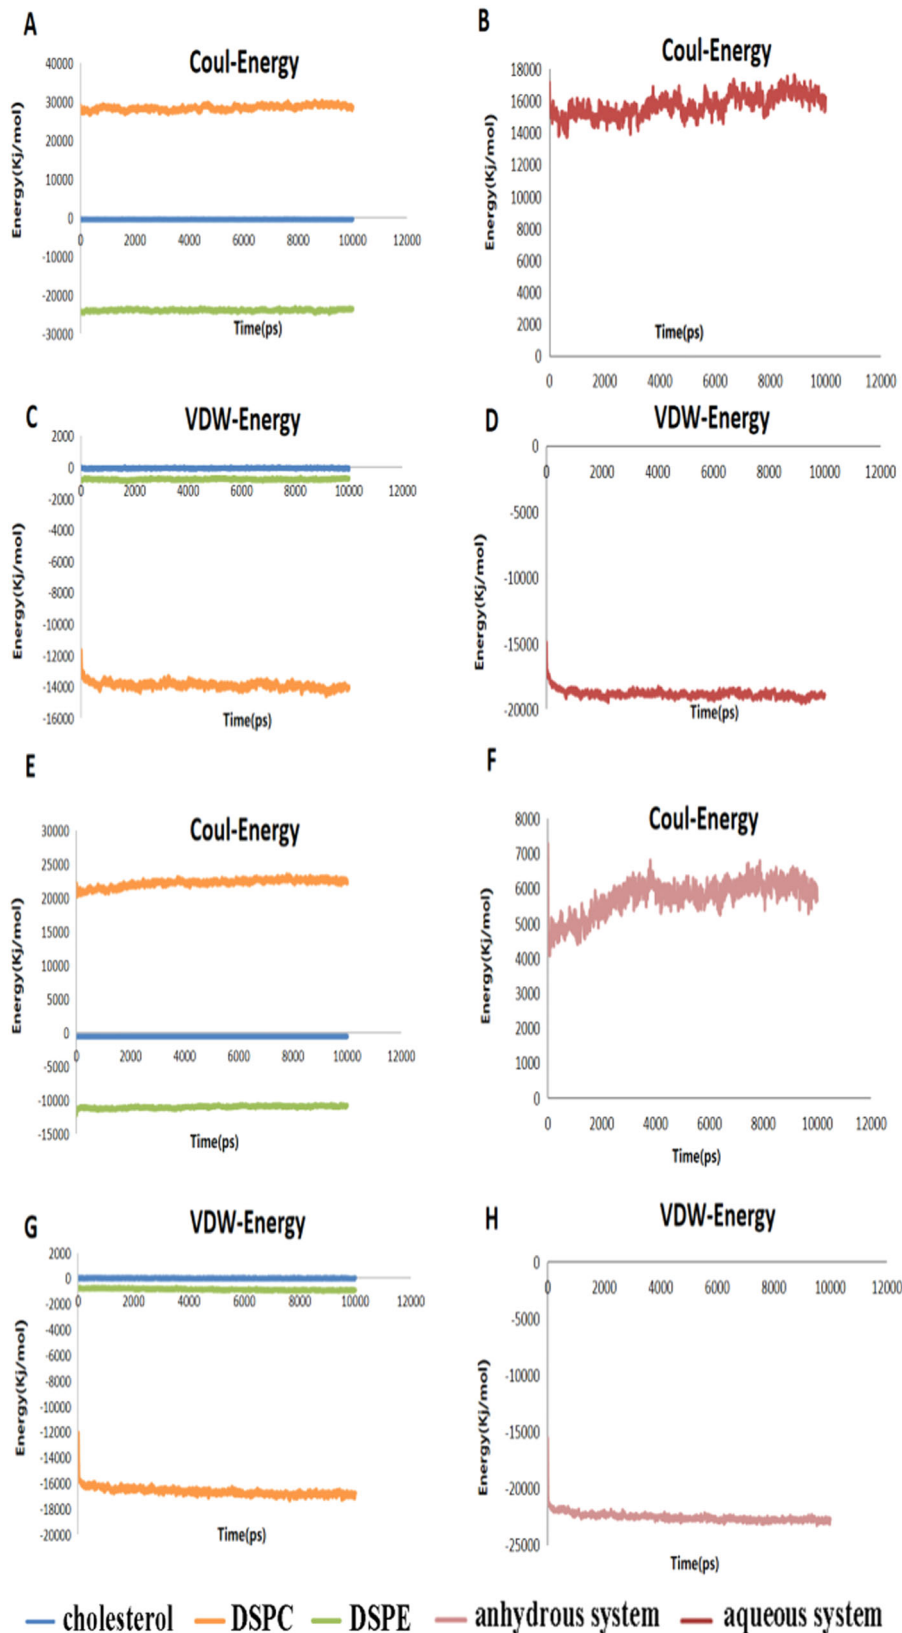 A
Coul-Energy
Energy(Kj/mol)
40000
30000
20000
10000
0
-10000
-20000
-30000
0 2000 4000 6000 8000 10000 12000
Time(ps)
B
Coul-Energy
Energy(Kj/mol)
18000
16000
14000
12000
10000
8000
6000
4000
2000
0
Time(ps)
0 2000 4000 6000 8000 10000 12000
C
VDW-Energy
Energy(Kj/mol)
2000
0
-2000
-4000
-6000
-8000
-10000
-12000
-14000
-16000
0 2000 4000 6000 8000 10000 12000
Time(ps)
D
VDW-Energy
Energy(Kj/mol)
0
-5000
-10000
-15000
-20000
0 2000 4000 6000 8000 10000 12000
Time(ps)
E
Coul-Energy
Energy(Kj/mol)
30000
25000
20000
15000
10000
5000
0
-5000
-10000
-15000
0 2000 4000 6000 8000 10000 12000
Time(ps)
F
Coul-Energy
Energy(Kj/mol)
8000
7000
6000
5000
4000
3000
2000
1000
0
0 2000 4000 6000 8000 10000 12000
Time(ps)
G
VDW-Energy
Energy(Kj/mol)
2000
0
-2000
-4000
-6000
-8000
-10000
-12000
-14000
-16000
-18000
-20000
0 2000 4000 6000 8000 10000 12000
Time(ps)
H
VDW-Energy
Energy(Kj/mol)
0
-5000
-10000
-15000
-20000
-25000
0 2000 4000 6000 8000 10000 12000
Time(ps)
cholesterol DSPC DSPE anhydrous system aqueous system